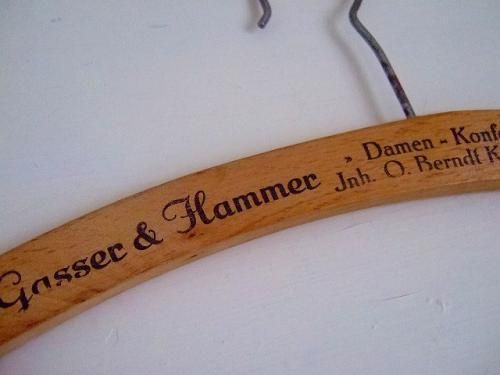 Gasser & Hammer
„ Damen - Konf
Jnh. O. Berndt K